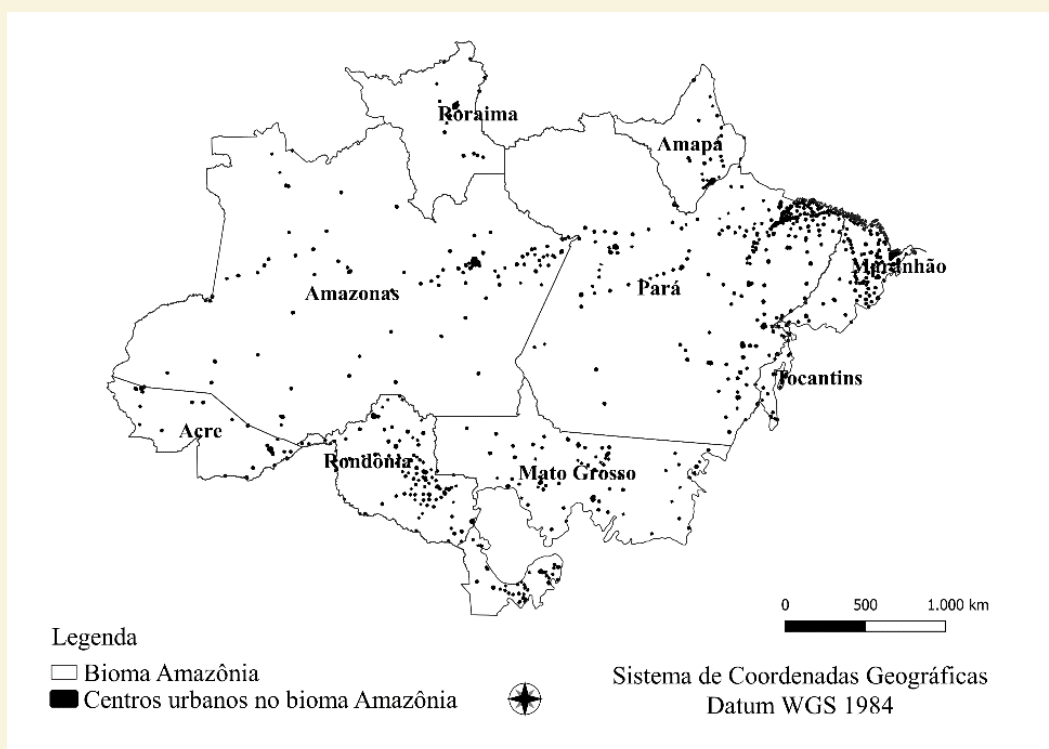 Roraima
Amapá
Maranhão
Amazonas
Pará
Tocantins
Acre
Rondônia
Mato Grosso
0 500 1.000 km
Legenda
Bioma Amazônia
Centros urbanos no bioma Amazônia
Sistema de Coordenadas Geográficas
Datum WGS 1984